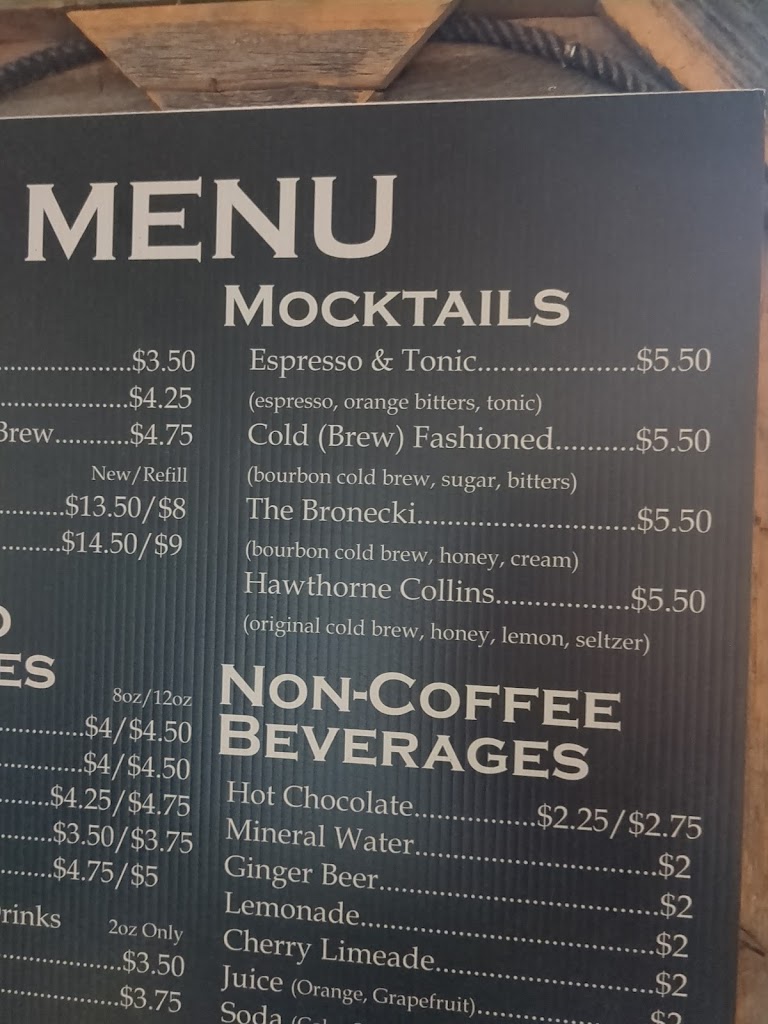 MENU
MOCKTAILS
....................$3.50
....................$4.25
Brew..........$4.75
New/Refill
.........$13.50/$8
.........$14.50/$9
Espresso & Tonic....................$5.50
(espresso, orange bitters, tonic)
Cold (Brew) Fashioned..........$5.50
(bourbon cold brew, sugar, bitters)
The Bronecki............................$5.50
(bourbon cold brew, honey, cream)
Hawthorne Collins.................$5.50
(original cold brew, honey, lemon, seltzer)
ES
8oz/12oz
...........$4/$4.50
...........$4/$4.50
.......$4.25/$4.75
.......$3.50/$3.75
.......$4.75/$5
rinks 2oz Only
................$3.50
................$3.75
NON-COFFEE
BEVERAGES
Hot Chocolate................$2.25/$2.75
Mineral Water...............................$2
Ginger Beer...................................$2
Lemonade.....................................$2
Cherry Limeade............................$2
Juice (Orange, Grapefruit)......................$2
Soda